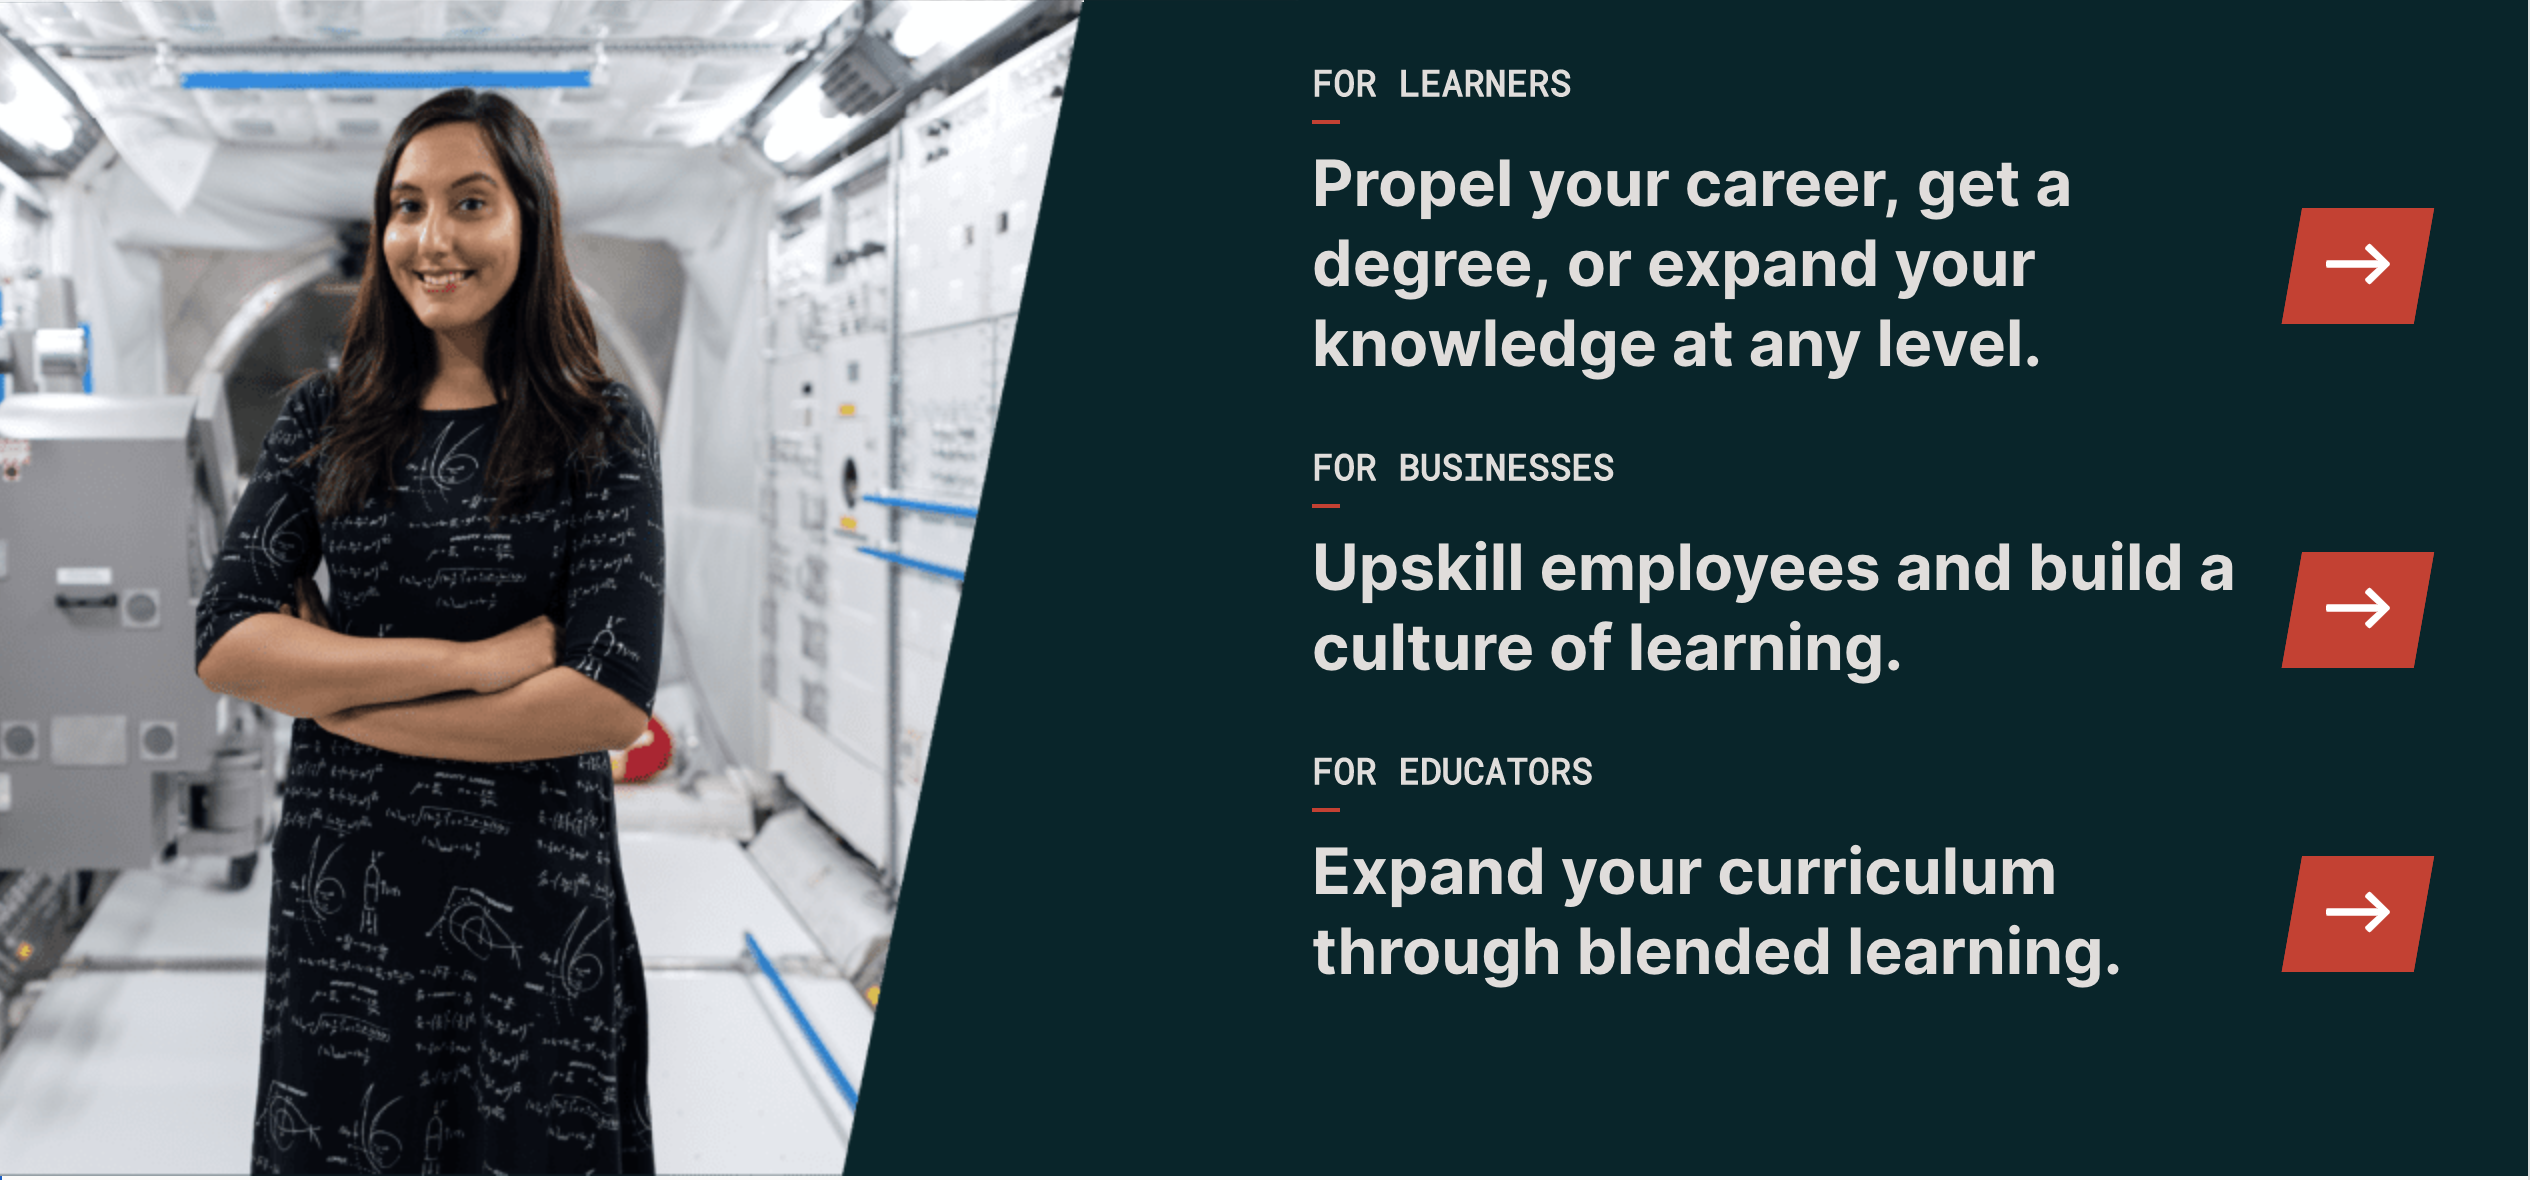 FOR LEARNERS
Propel your career, get a
degree, or expand your
knowledge at any level.
FOR BUSINESSES
Upskill employees and build a
culture of learning.
FOR EDUCATORS
Expand your curriculum
through blended learning.